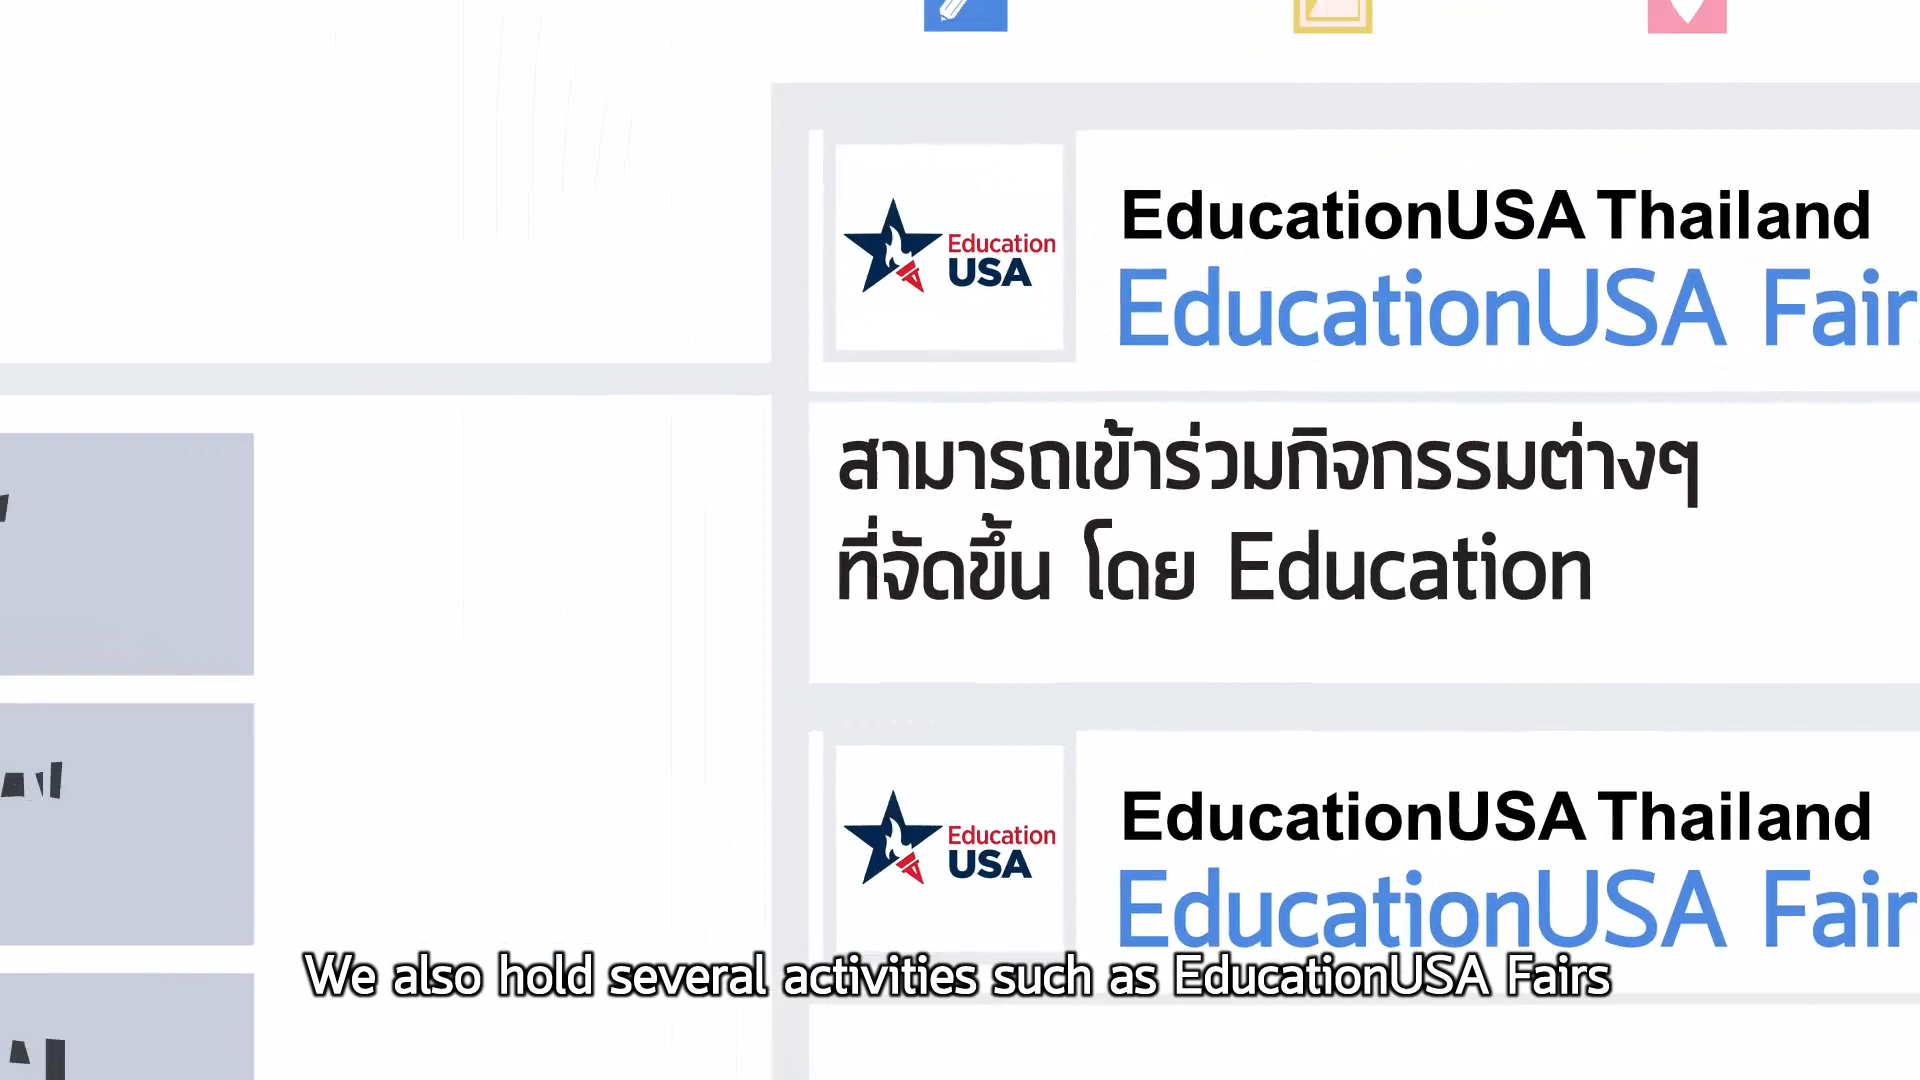 Education
USA
EducationUSA Thailand
EducationUSA Fair
สามารถเข้าร่วมกิจกรรมต่างๆ
ที่จัดขึ้น โดย Education
Education
USA
EducationUSA Thailand
EducationUSA Fair
We also hold several activities such as EducationUSA Fairs